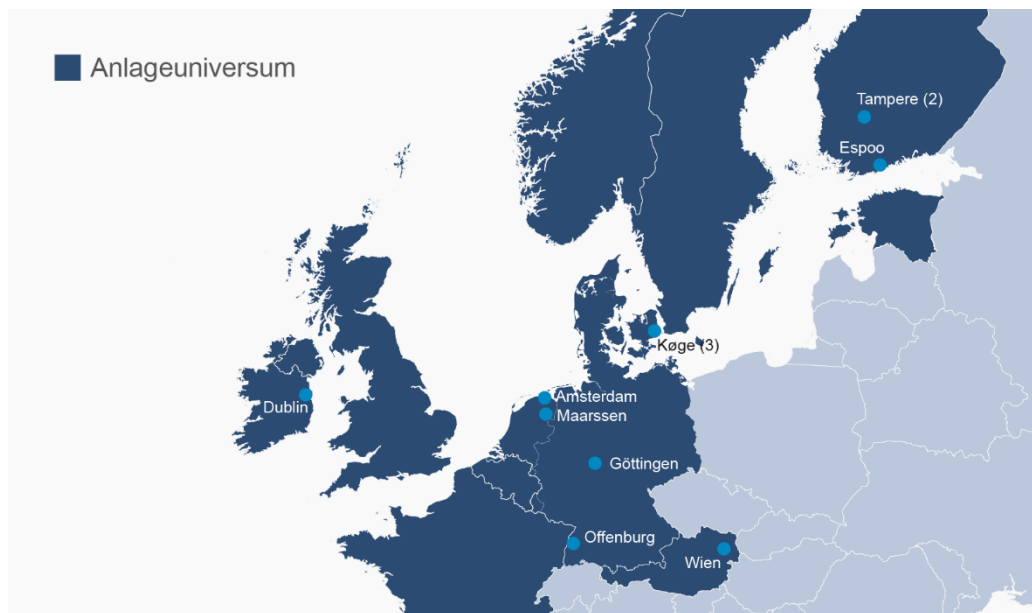 Anlageuniversum
Tampere (2)
Espoo
Køge (3)
Amsterdam
Dublin
Maarssen
Göttingen
Offenburg
Wien